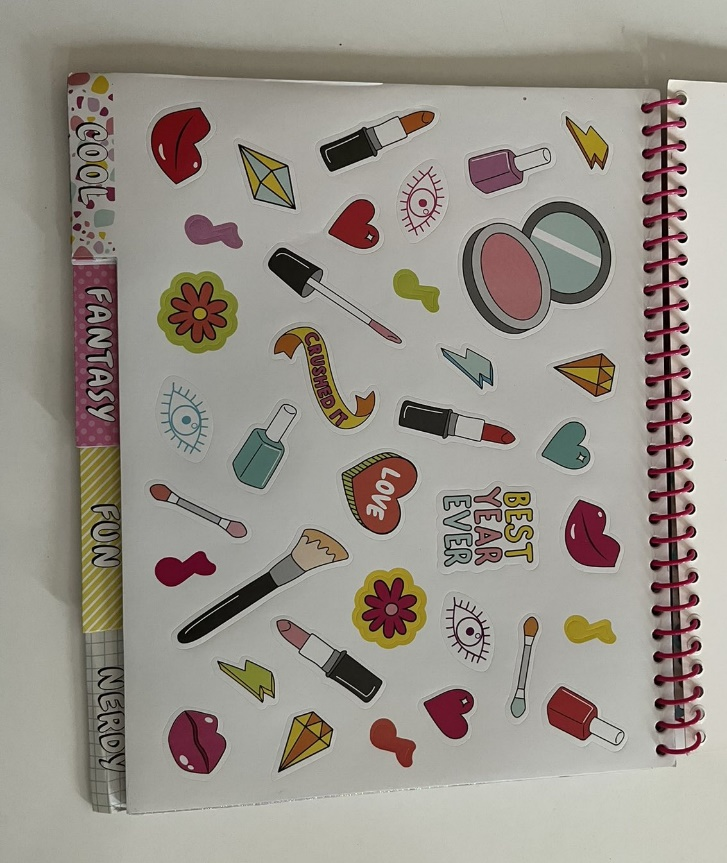 COOL
FANTASY
FUN
NERDY
CRUSHED IT
LOVE
BEST
YEAR
EVER